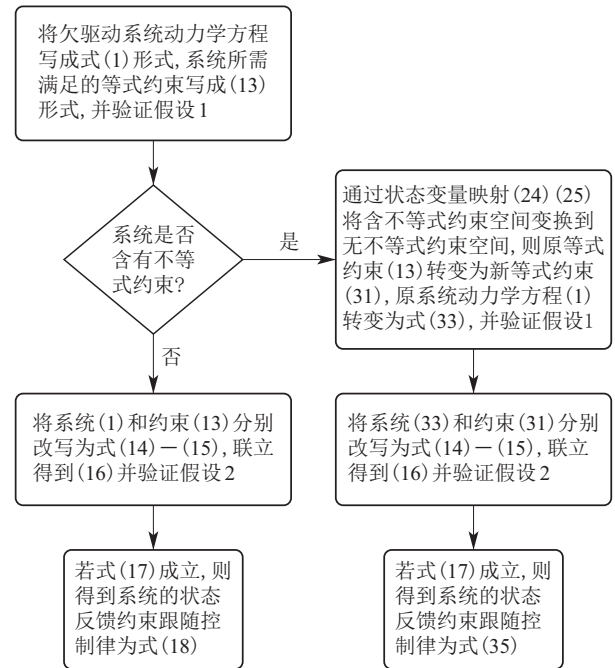 将欠驱动系统动力学方程
写成式(1)形式,系统所需
满足的等式约束写成(13)
形式,并验证假设1
系统是否
含有不等
式约束?
是
否
通过状态变量映射(24)(25)
将含不等式约束空间变换到
无不等式约束空间,则原等式
约束(13)转变为新等式约束
(31),原系统动力学方程(1)
转变为式(33),并验证假设1
将系统(1)和约束(13)分别
改写为式(14)—(15),联立
得到(16)并验证假设2
将系统(33)和约束(31)分别
改写为式(14)—(15),联立
得到(16)并验证假设2
若式(17)成立,则
得到系统的状态
反馈约束跟随控
制律为式(18)
若式(17)成立,则
得到系统的状态
反馈约束跟随控
制律为式(35)